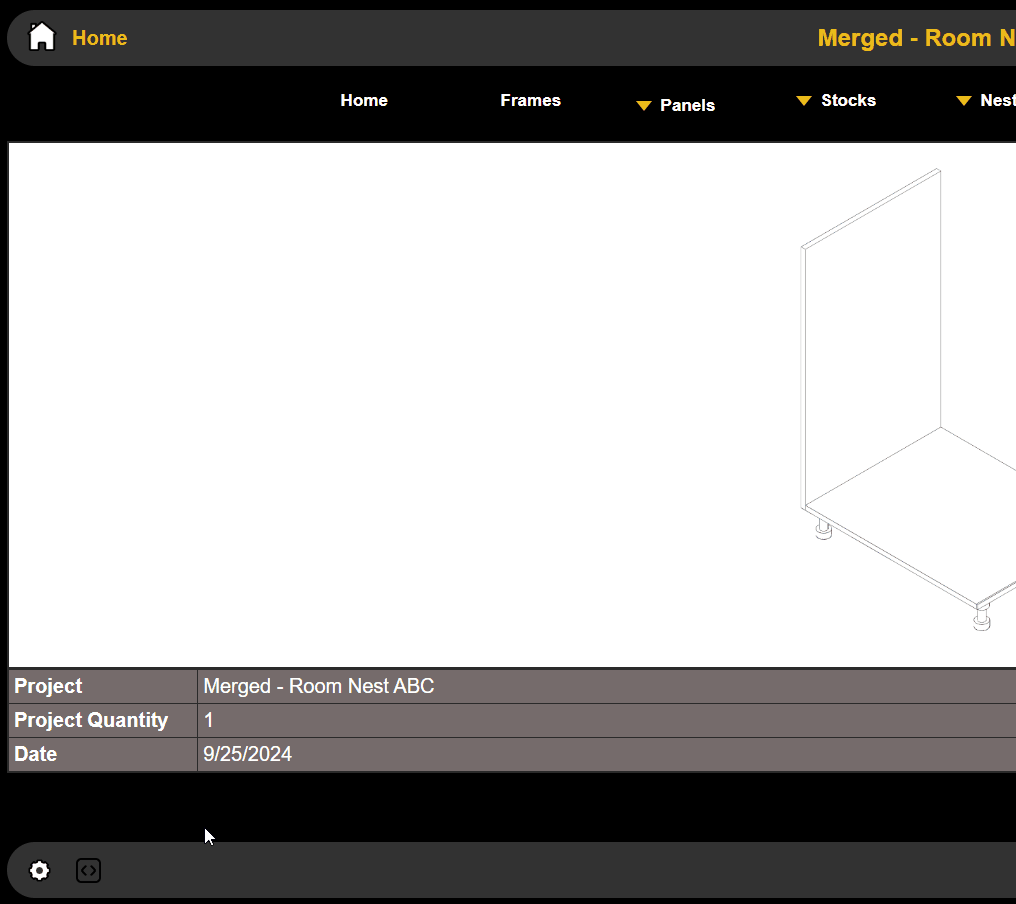 Home
Merged - Room N
Home Frames Panels Stocks Nest
Project Merged - Room Nest ABC
Project Quantity 1
Date 9/25/2024